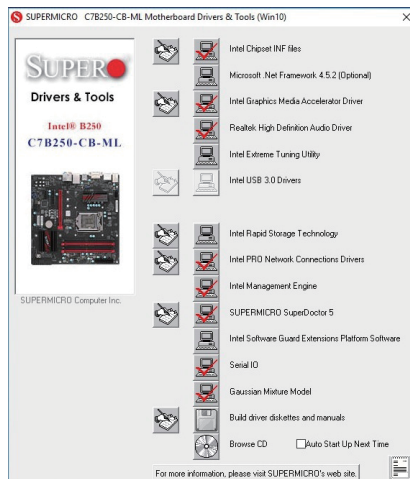 SUPERMICRO C7B250-CB-ML Motherboard Drivers & Tools (Win10)
SUPERO
Drivers & Tools
Intel® B250
C7B250-CB-ML
SUPERMICRO Computer Inc.
Intel Chipset INF files
Microsoft .Net Framework 4.5.2 (Optional)
Intel Graphics Media Accelerator Driver
Realtek High Definition Audio Driver
Intel Extreme Tuning Utility
Intel USB 3.0 Drivers
Intel Rapid Storage Technology
Intel PRO Network Connections Drivers
Intel Management Engine
SUPERMICRO SuperDoctor 5
Intel Software Guard Extensions Platform Software
Serial IO
Gaussian Mixture Model
Build driver diskettes and manuals
Browse CD
Auto Start Up Next Time
For more information, please visit SUPERMICRO's web site.